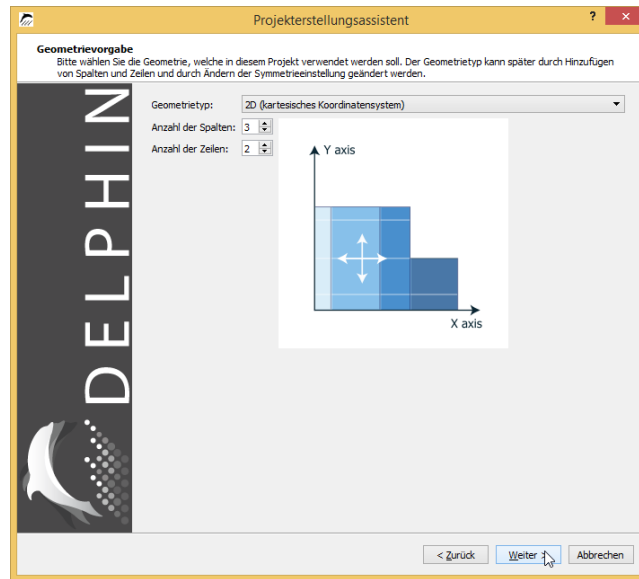 Projekterstellungsassistent
?
×
Geometrievorgabe
Bitte wählen Sie die Geometrie, welche in diesem Projekt verwendet werden soll. Der Geometrietyp kann später durch Hinzufügen
von Spalten und Zeilen und durch Ändern der Symmetrieeinstellung geändert werden.
DELPHIN
Geometrietyp: 2D (kartesisches Koordinatensystem)
Anzahl der Spalten: 3
Anzahl der Zeilen: 2
Y axis
X axis
< Zurück Weiter > Abbrechen